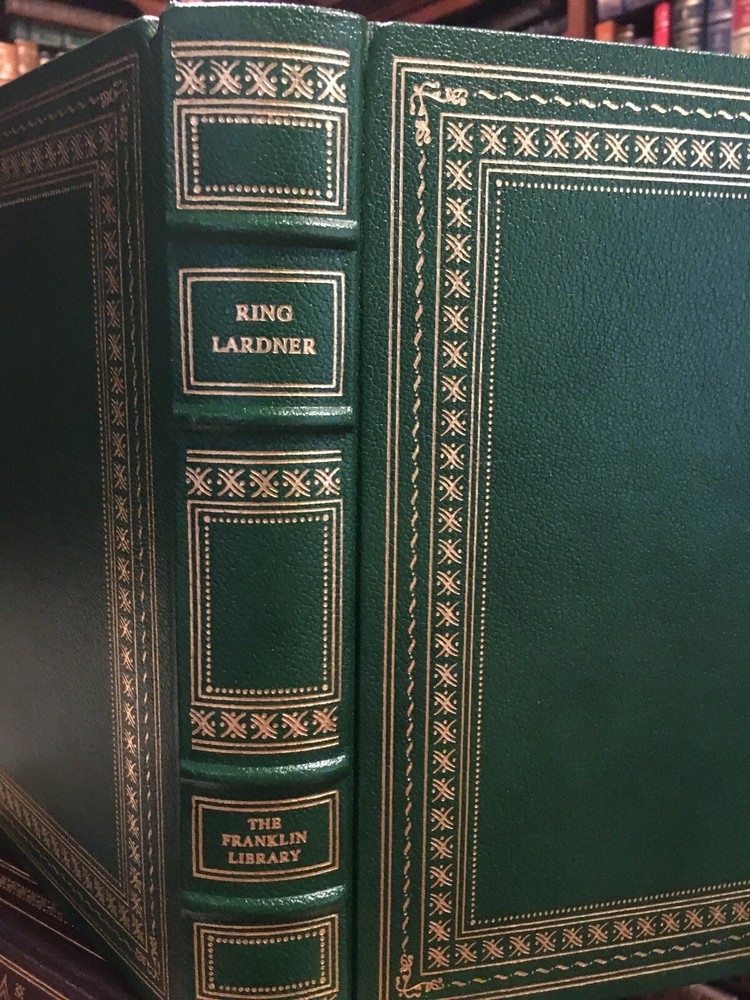 RING
LARDNER
THE
FRANKLIN
LIBRARY